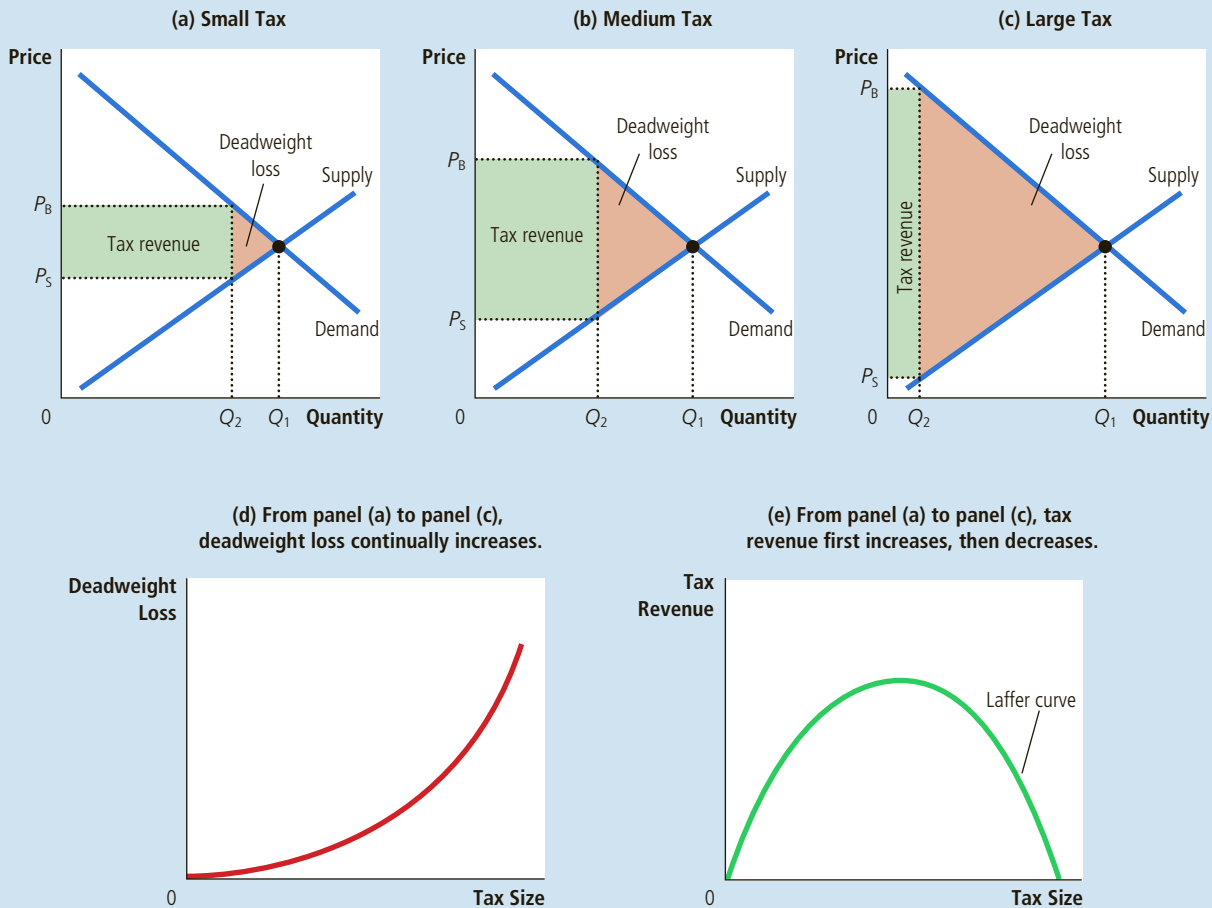 (a) Small Tax
Price
Deadweight
loss
Supply
P_B
Tax revenue
P_S
Demand
0
Q_2
Q_1
Quantity
(b) Medium Tax
Price
Deadweight
loss
P_B
Supply
Tax revenue
P_S
Demand
0
Q_2
Q_1
Quantity
(c) Large Tax
Price
P_B
Deadweight
loss
Supply
Tax revenue
Demand
P_S
0
Q_2
Q_1
Quantity
(d) From panel (a) to panel (c),
deadweight loss continually increases.
Deadweight
Loss
0
Tax Size
(e) From panel (a) to panel (c), tax
revenue first increases, then decreases.
Tax
Revenue
Laffer curve
0
Tax Size